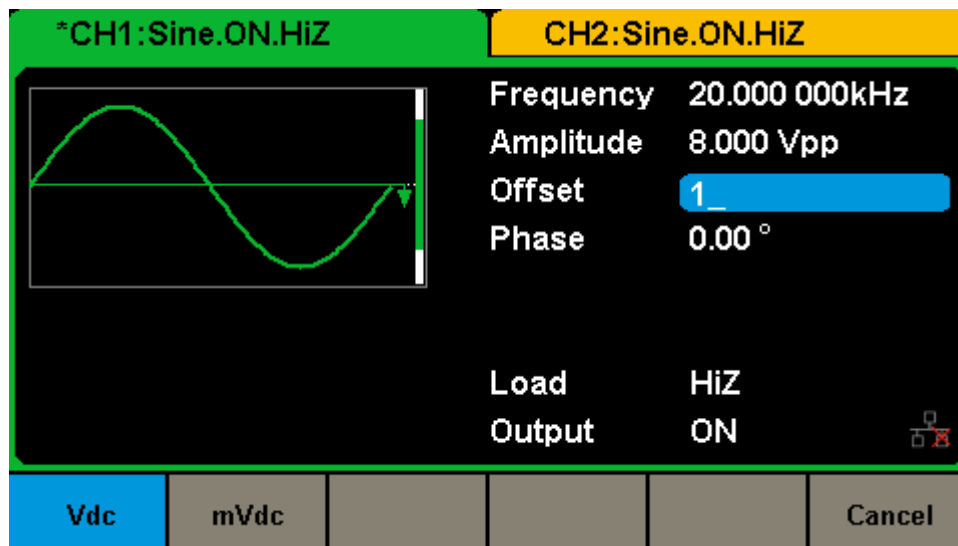 *CH1:Sine.ON.HiZ CH2:Sine.ON.HiZ
Frequency 20.000 000kHz
Amplitude 8.000 Vpp
Offset 1_
Phase 0.00 °
Load HiZ
Output ON
Vdc mVdc Cancel